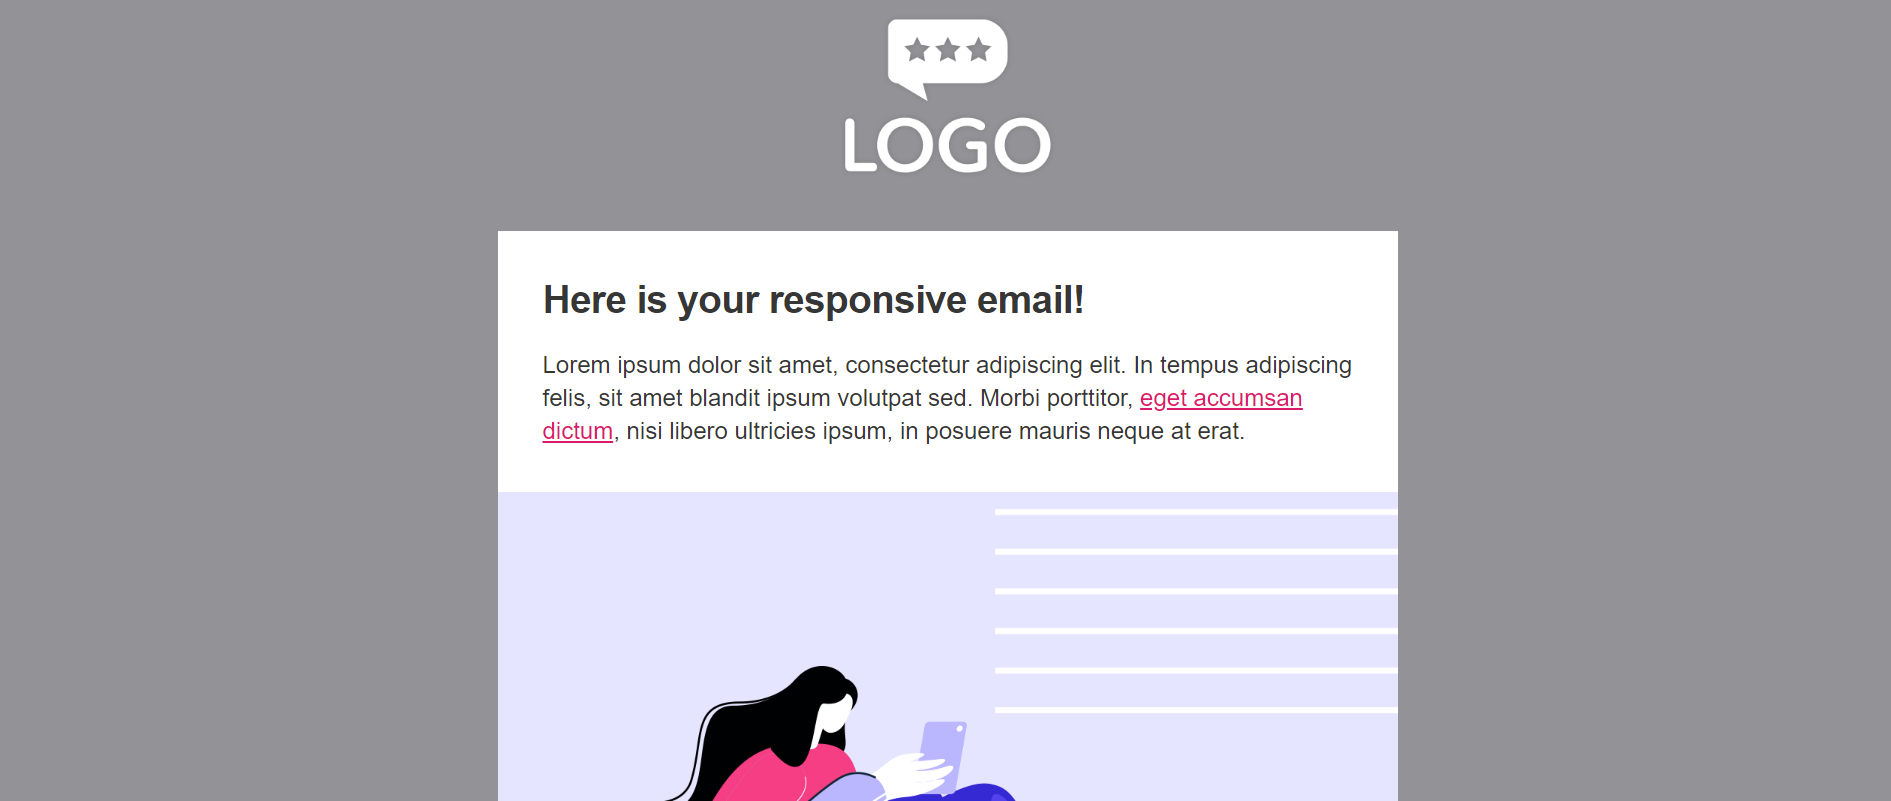 LOGO
Here is your responsive email!
Lorem ipsum dolor sit amet, consectetur adipiscing elit. In tempus adipiscing
felis, sit amet blandit ipsum volutpat sed. Morbi porttitor, eget accumsan
dictum, nisi libero ultricies ipsum, in posuere mauris neque at erat.